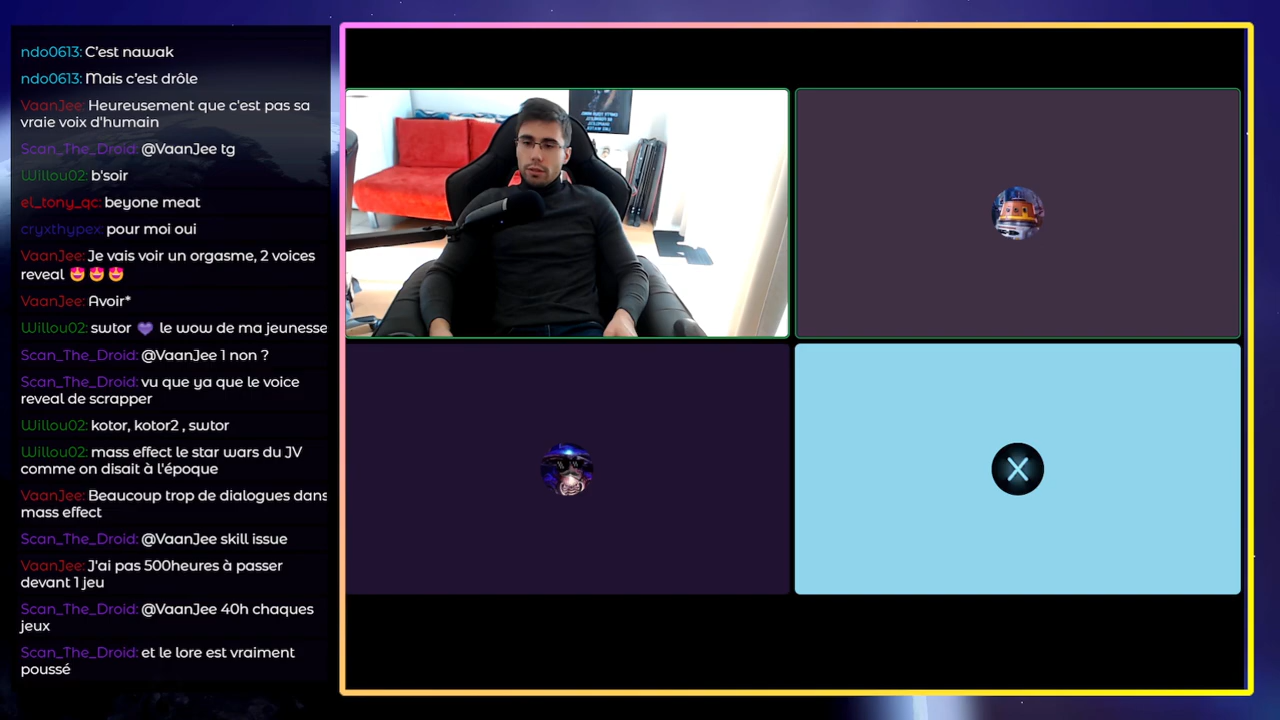 ndo0613: C'est nawak
ndo0613: Mais c'est drôle
VaanJee: Heureusement que c'est pas sa
vraie voix d'humain
Scan_The_Droid: @VaanJee tg
Willou02: b'soir
el_tony_qc: beyone meat
cryxthypex: pour moi oui
VaanJee: Je vais voir un orgasme, 2 voices
reveal 😍😍😍
VaanJee: Avoir*
Willou02: swtor 💜 le wow de ma jeunesse
Scan_The_Droid: @VaanJee 1 non ?
Scan_The_Droid: vu que ya que le voice
reveal de scrapper
Willou02: kotor, kotor2 , swtor
Willou02: mass effect le star wars du JV
comme on disait à l'époque
VaanJee: Beaucoup trop de dialogues dans
mass effect
Scan_The_Droid: @VaanJee skill issue
VaanJee: J'ai pas 500heures à passer
devant 1 jeu
Scan_The_Droid: @VaanJee 40h chaques
jeux
Scan_The_Droid: et le lore est vraiment
poussé